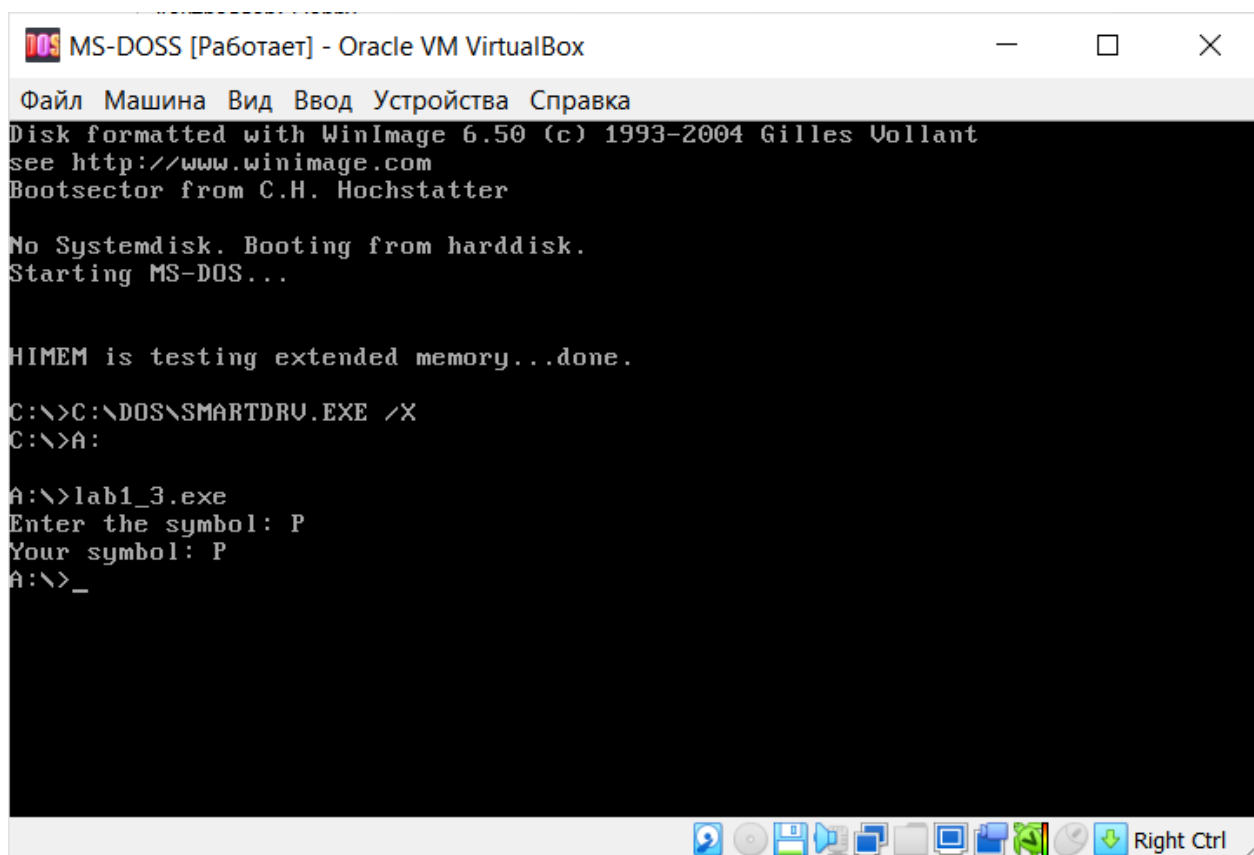 DOS MS-DOSS [Работает] - Oracle VM VirtualBox
Файл Машина Вид Ввод Устройства Справка
Disk formatted with WinImage 6.50 (c) 1993-2004 Gilles Vollant
see http://www.winimage.com
Bootsector from C.H. Hochstatter
No Systemdisk. Booting from harddisk.
Starting MS-DOS...
HIMEM is testing extended memory...done.
C:\>C:\DOS\SMARTDRV.EXE /X
C:\>A:
A:\>lab1_3.exe
Enter the symbol: P
Your symbol: P
A:\>_
Right Ctrl